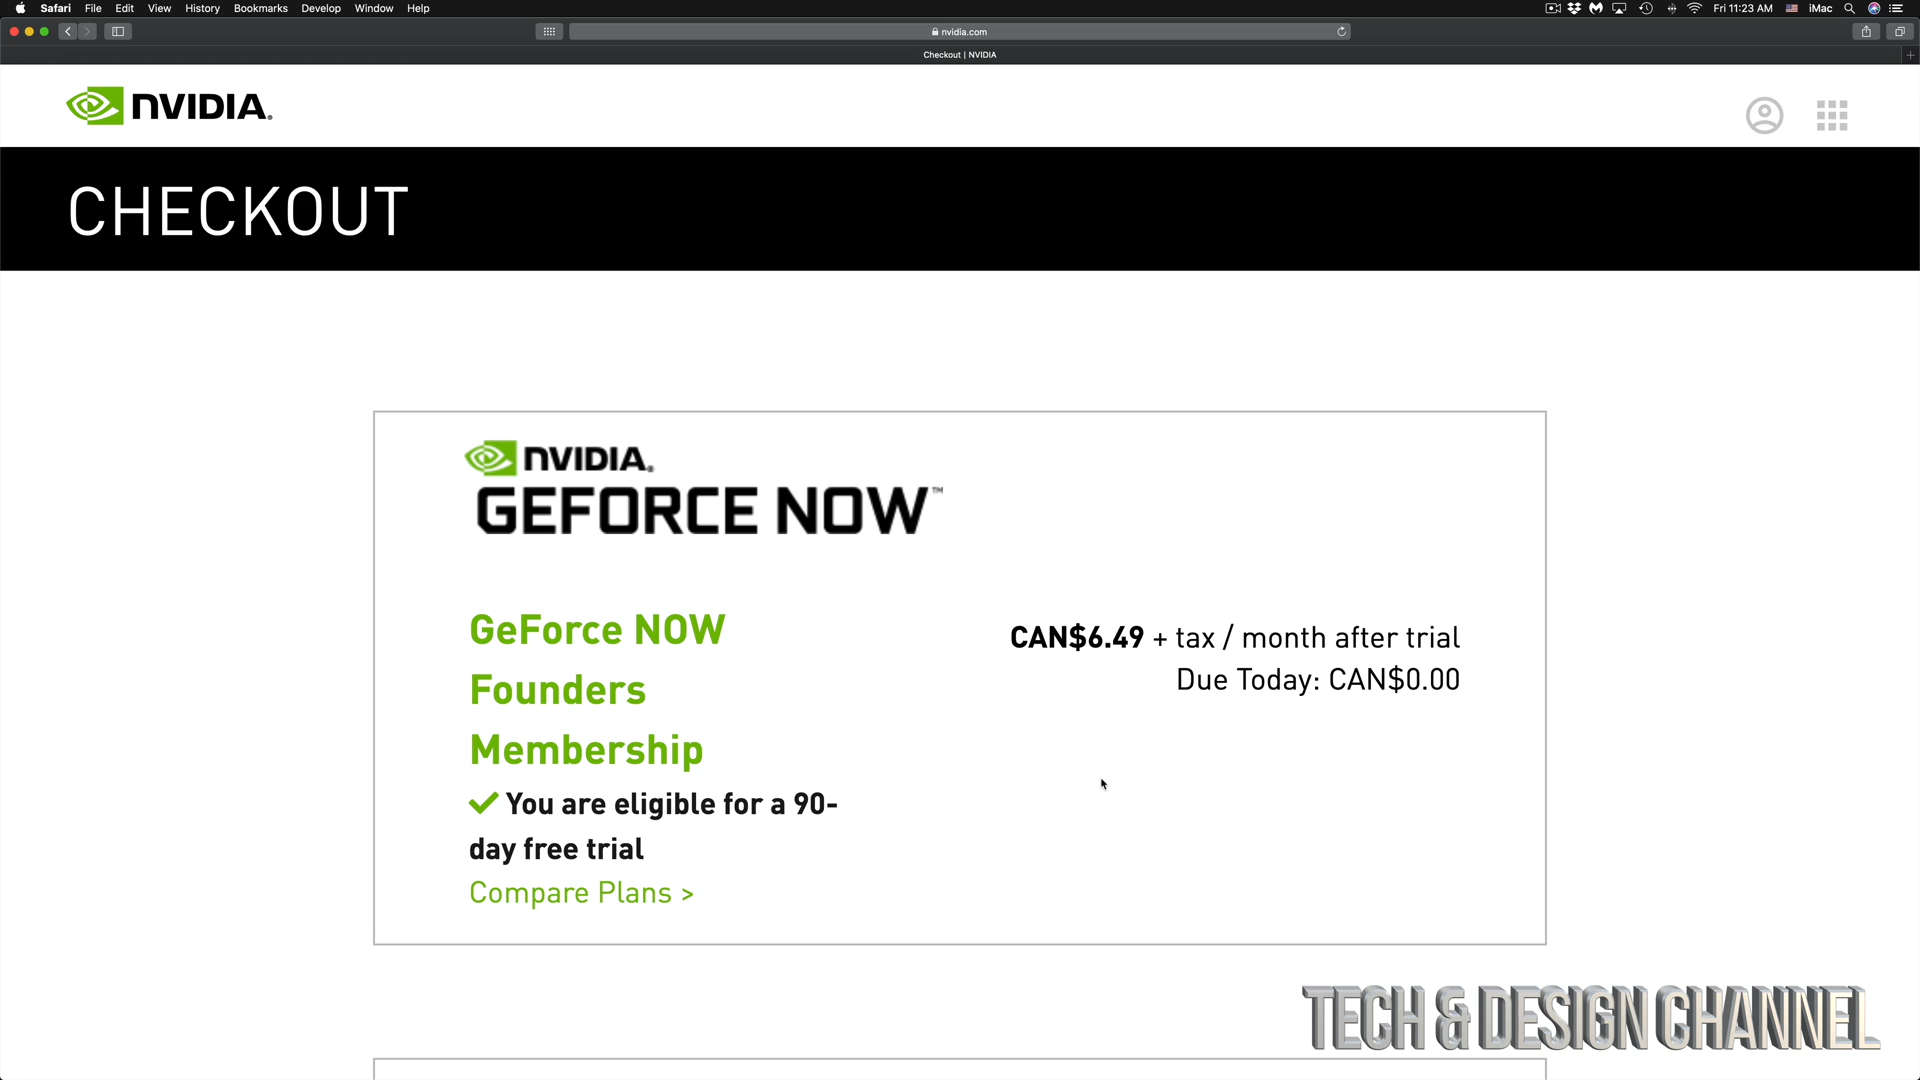 Safari File Edit View History Bookmarks Develop Window Help
Fri 11:23 AM iMac
nvidia.com
Checkout | NVIDIA
NVIDIA.
CHECKOUT
NVIDIA.
GEFORCE NOW™
GeForce NOW
Founders
Membership
CAN$6.49 + tax / month after trial
Due Today: CAN$0.00
You are eligible for a 90-
day free trial
Compare Plans >
TECH & DESIGN CHANNEL